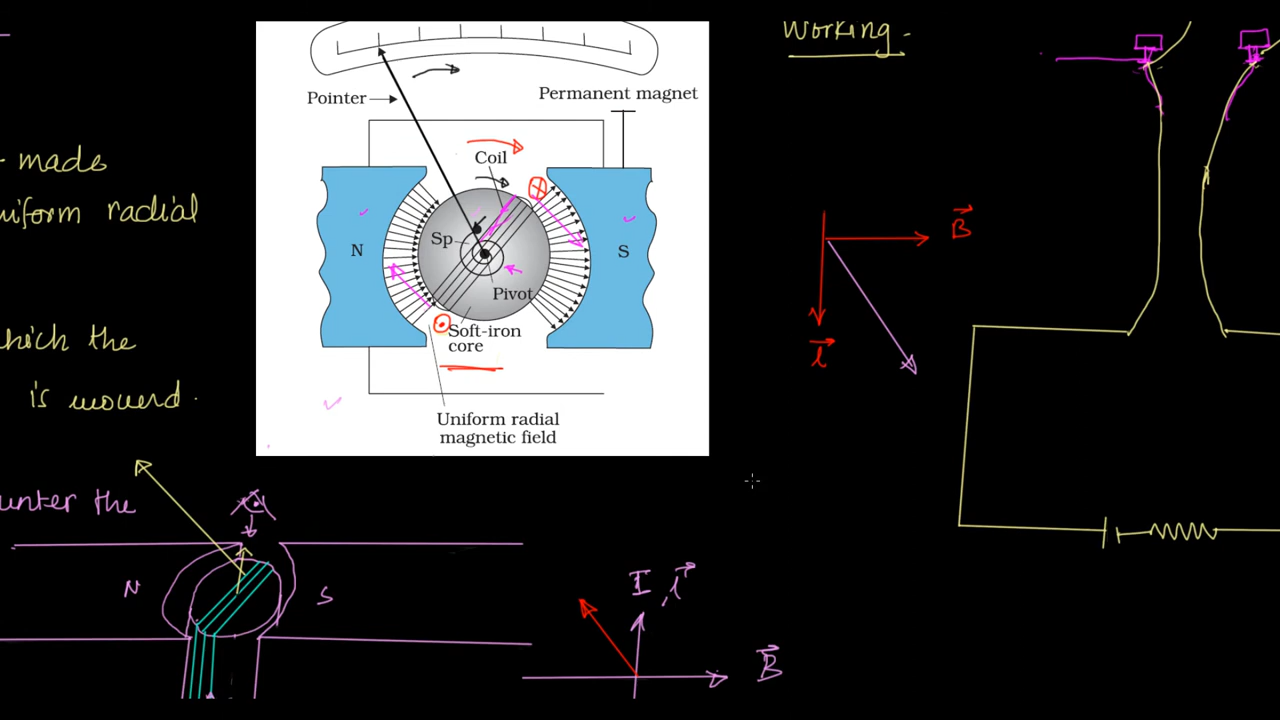 Working.
Pointer
Permanent magnet
Coil
made
radial
N
Sp
S
Pivot
Soft-iron
core
B
l
which the
is wound.
Uniform radial
magnetic field
unter the
N
S
I, l
B